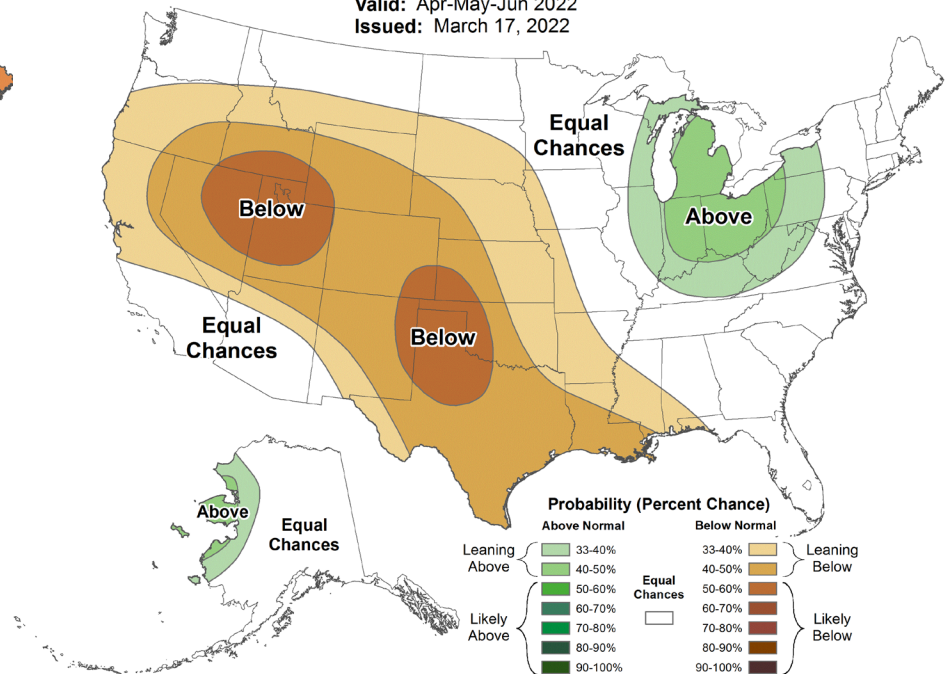 Valid: Apr-May-Jun 2022
Issued: March 17, 2022
Equal
Chances
Below
Above
Below
Equal
Chances
Above
Equal
Chances
Probability (Percent Chance)
Above Normal
Below Normal
Leaning
Above
33-40%
40-50%
Likely
Above
50-60%
60-70%
70-80%
80-90%
90-100%
Equal
Chances
33-40%
40-50%
Leaning
Below
50-60%
60-70%
70-80%
80-90%
90-100%
Likely
Below